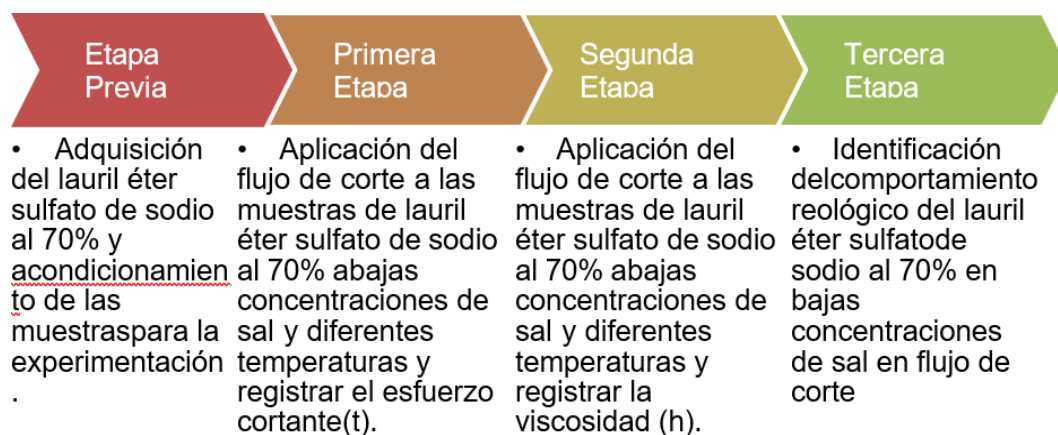 Etapa
Previa
• Adquisición
del lauril éter
sulfato de sodio
al 70% y
acondicionamien
to de las
muestraspara la
experimentación
.
Primera
Etapa
• Aplicación del
flujo de corte a las
muestras de lauril
éter sulfato de sodio
al 70% abajas
concentraciones de
sal y diferentes
temperaturas y
registrar el esfuerzo
cortante(t).
Segunda
Etapa
• Aplicación del
flujo de corte a las
muestras de lauril
éter sulfato de sodio
al 70% abajas
concentraciones de
sal y diferentes
temperaturas y
registrar la
viscosidad (h).
Tercera
Etapa
• Identificación
delcomportamiento
reológico del lauril
éter sulfatode
sodio al 70% en
bajas
concentraciones
de sal en flujo de
corte